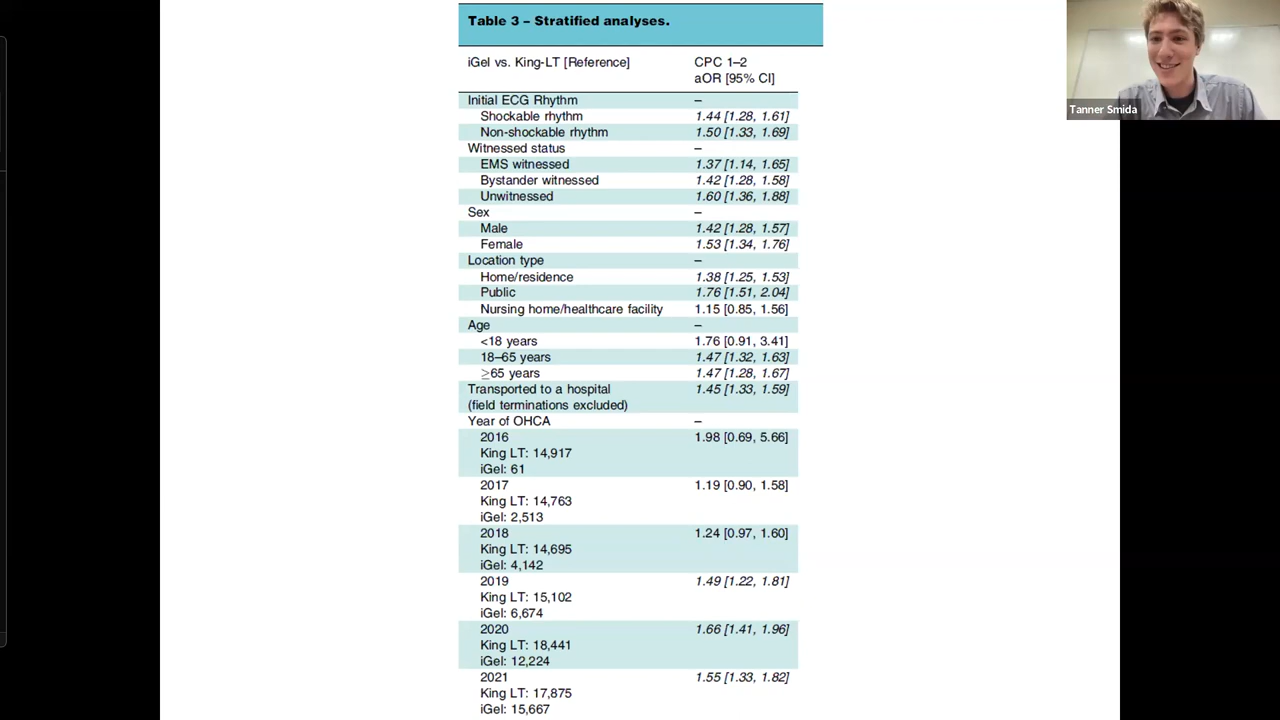 Table 3 – Stratified analyses.
iGel vs. King-LT [Reference] CPC 1–2
aOR [95% CI]
Initial ECG Rhythm –
Shockable rhythm 1.44 [1.28, 1.61]
Non-shockable rhythm 1.50 [1.33, 1.69]
Witnessed status –
EMS witnessed 1.37 [1.14, 1.65]
Bystander witnessed 1.42 [1.28, 1.58]
Unwitnessed 1.60 [1.36, 1.88]
Sex –
Male 1.42 [1.28, 1.57]
Female 1.53 [1.34, 1.76]
Location type –
Home/residence 1.38 [1.25, 1.53]
Public 1.76 [1.51, 2.04]
Nursing home/healthcare facility 1.15 [0.85, 1.56]
Age –
<18 years 1.76 [0.91, 3.41]
18–65 years 1.47 [1.32, 1.63]
≥65 years 1.47 [1.28, 1.67]
Transported to a hospital 1.45 [1.33, 1.59]
(field terminations excluded)
Year of OHCA –
2016 1.98 [0.69, 5.66]
King LT: 14,917
iGel: 61
2017 1.19 [0.90, 1.58]
King LT: 14,763
iGel: 2,513
2018 1.24 [0.97, 1.60]
King LT: 14,695
iGel: 4,142
2019 1.49 [1.22, 1.81]
King LT: 15,102
iGel: 6,674
2020 1.66 [1.41, 1.96]
King LT: 18,441
iGel: 12,224
2021 1.55 [1.33, 1.82]
King LT: 17,875
iGel: 15,667
Tanner Smida